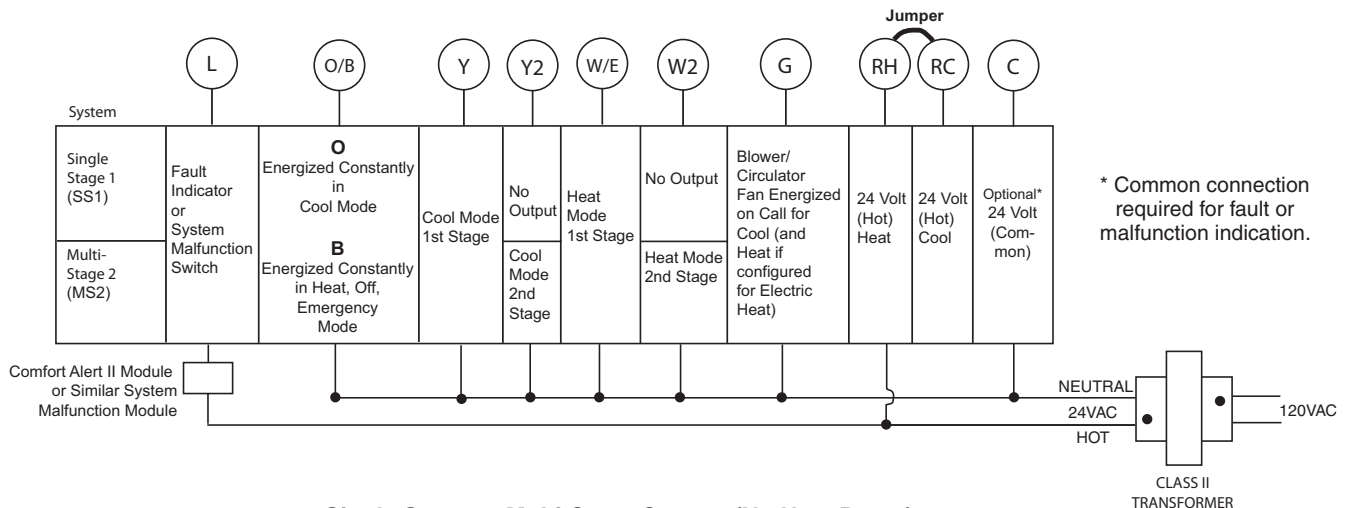 Jumper
L
O/B
Y
Y2
W/E
W2
G
RH
RC
C
System
Single
Stage 1
(SS1)
Multi-
Stage 2
(MS2)
Fault
Indicator
or
System
Malfunction
Switch
O
Energized Constantly
in
Cool Mode
B
Energized Constantly
in Heat, Off,
Emergency
Mode
Cool Mode
1st Stage
No
Output
Cool
Mode
2nd
Stage
Heat
Mode
1st Stage
No Output
Heat Mode
2nd Stage
Blower/
Circulator
Fan Energized
on Call for
Cool (and
Heat if
configured
for Electric
Heat)
24 Volt
(Hot)
Heat
24 Volt
(Hot)
Cool
Optional*
24 Volt
(Com-
mon)
* Common connection
required for fault or
malfunction indication.
Comfort Alert II Module
or Similar System
Malfunction Module
NEUTRAL
24VAC
HOT
120VAC
CLASS II
TRANSFORMER